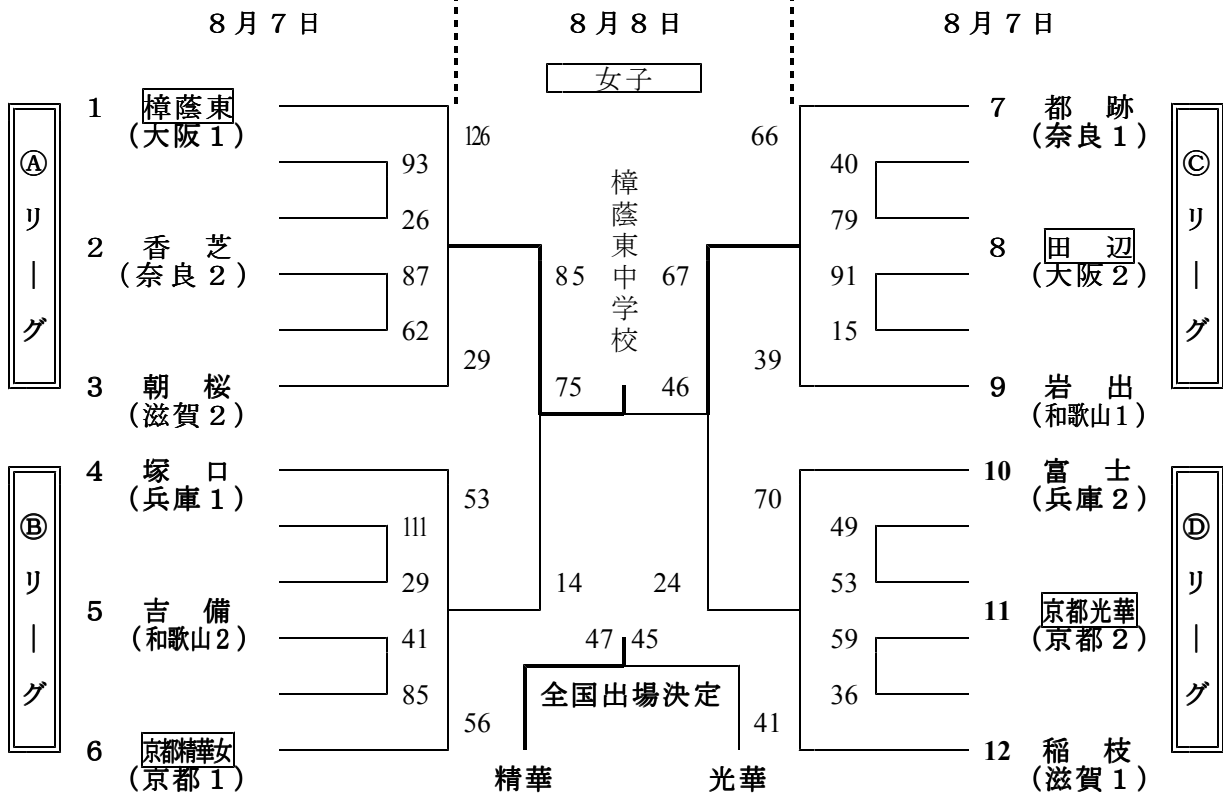 ８月７日
８月８日
８月７日
女子
樟蔭東中学校
Ⓐリーグ
1 樟蔭東
(大阪１)
126
93
26
2 香芝
(奈良２)
87
62
29
3 朝桜
(滋賀２)
Ⓑリーグ
4 塚口
(兵庫１)
53
111
29
5 吉備
(和歌山２)
41
85
56
6 京都精華女
(京都１)
85
67
75
46
14
24
47
45
全国出場決定
精華
光華
Ⓒリーグ
7 都跡
(奈良１)
66
40
79
8 田辺
(大阪２)
91
15
39
9 岩出
(和歌山１)
Ⓓリーグ
10 富士
(兵庫２)
70
49
53
11 京都光華
(京都２)
59
36
41
12 稲枝
(滋賀１)